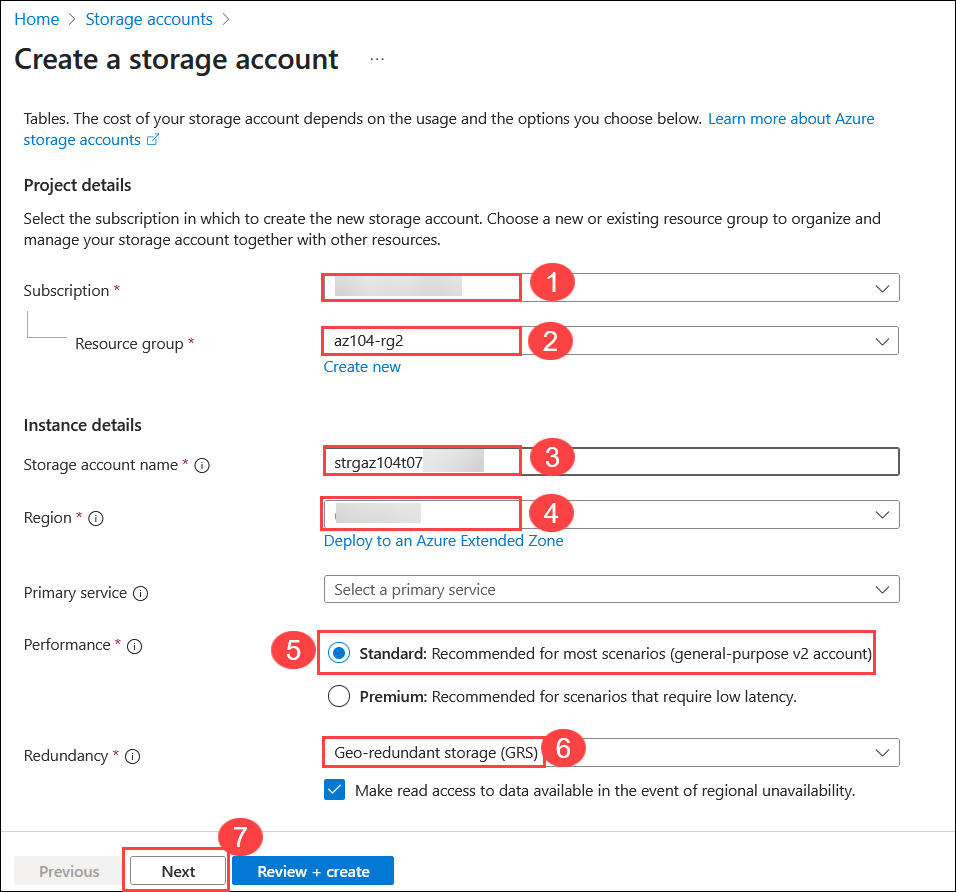 Home > Storage accounts >
Create a storage account ...
Tables. The cost of your storage account depends on the usage and the options you choose below. Learn more about Azure
storage accounts
Project details
Select the subscription in which to create the new storage account. Choose a new or existing resource group to organize and
manage your storage account together with other resources.
Subscription * 1
Resource group * az104-rg2 2
Create new
Instance details
Storage account name * strgaz104t07 3
Region * 4
Deploy to an Azure Extended Zone
Primary service Select a primary service
Performance * 5 Standard: Recommended for most scenarios (general-purpose v2 account)
Premium: Recommended for scenarios that require low latency.
Redundancy * Geo-redundant storage (GRS) 6
Make read access to data available in the event of regional unavailability.
7
Previous Next Review + create